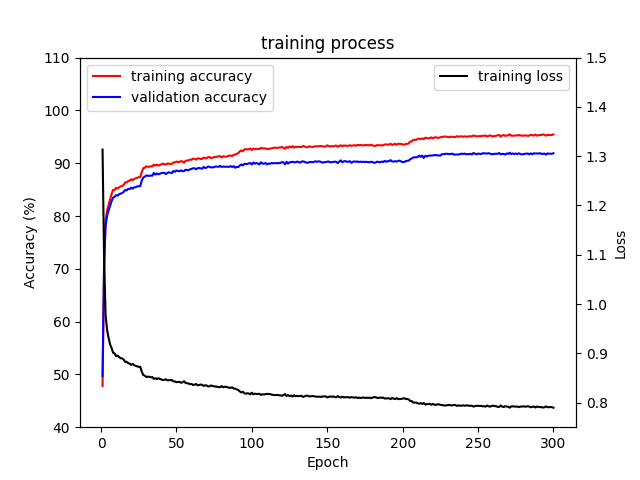 training process
training accuracy
validation accuracy
training loss
Accuracy (%)
110
100
90
80
70
60
50
40
1.5
1.4
1.3
1.2
1.1
1.0
0.9
0.8
Loss
0 50 100 150 200 250 300
Epoch